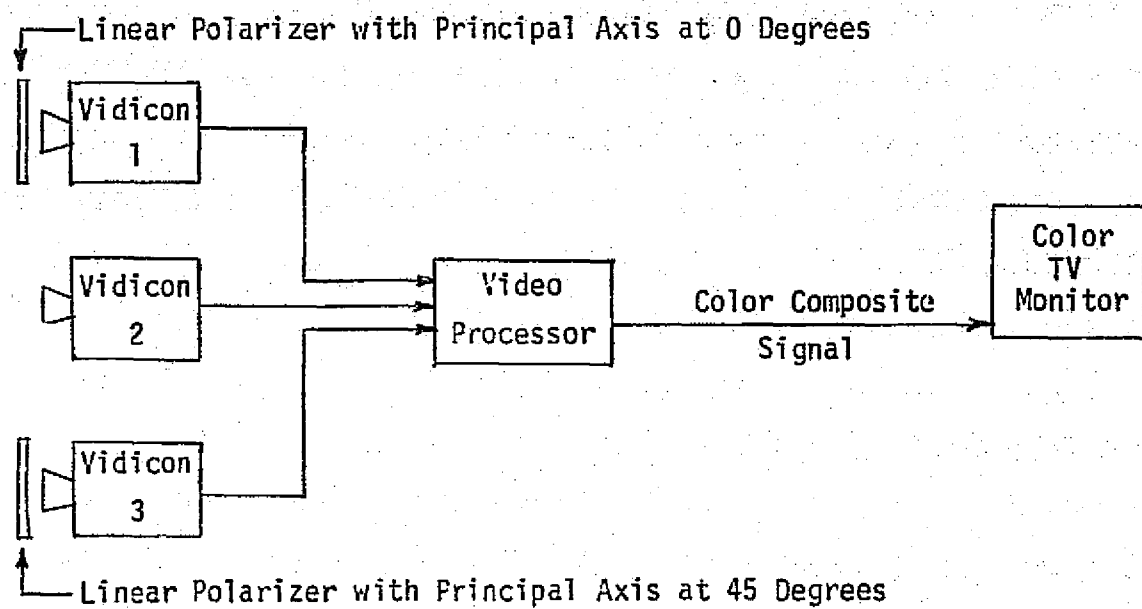 Linear Polarizer with Principal Axis at 0 Degrees
Vidicon
1
Vidicon
2
Video
Processor
Color Composite
Signal
Color
TV
Monitor
Vidicon
3
Linear Polarizer with Principal Axis at 45 Degrees